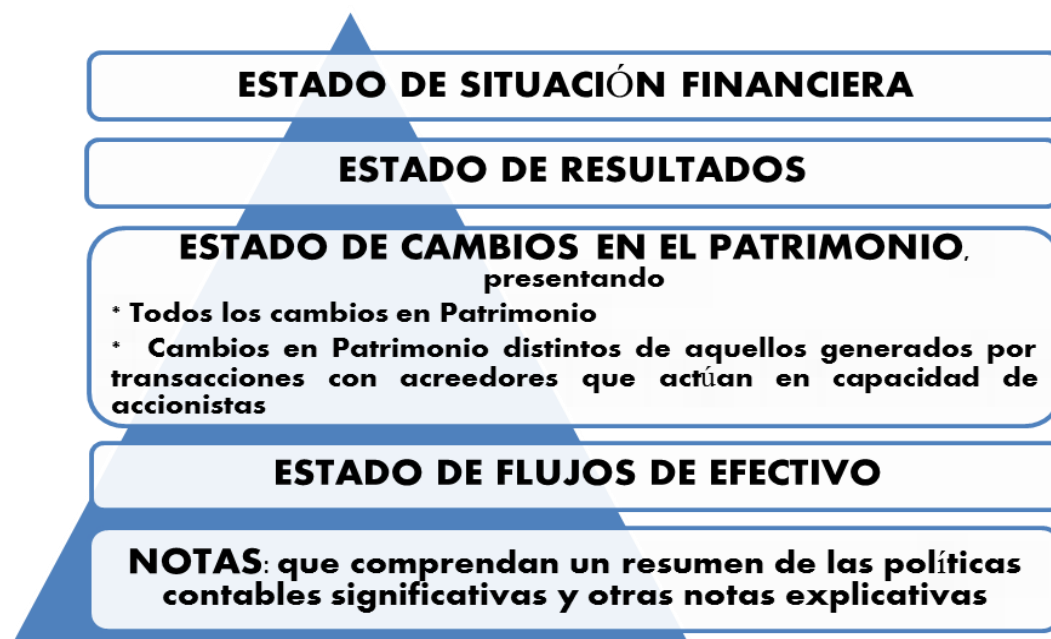 ESTADO DE SITUACIÓN FINANCIERA
ESTADO DE RESULTADOS
ESTADO DE CAMBIOS EN EL PATRIMONIO,
presentando
* Todos los cambios en Patrimonio
* Cambios en Patrimonio distintos de aquellos generados por
transacciones con acreedores que actúan en capacidad de
accionistas
ESTADO DE FLUJOS DE EFECTIVO
NOTAS: que comprendan un resumen de las políticas
contables significativas y otras notas explicativas